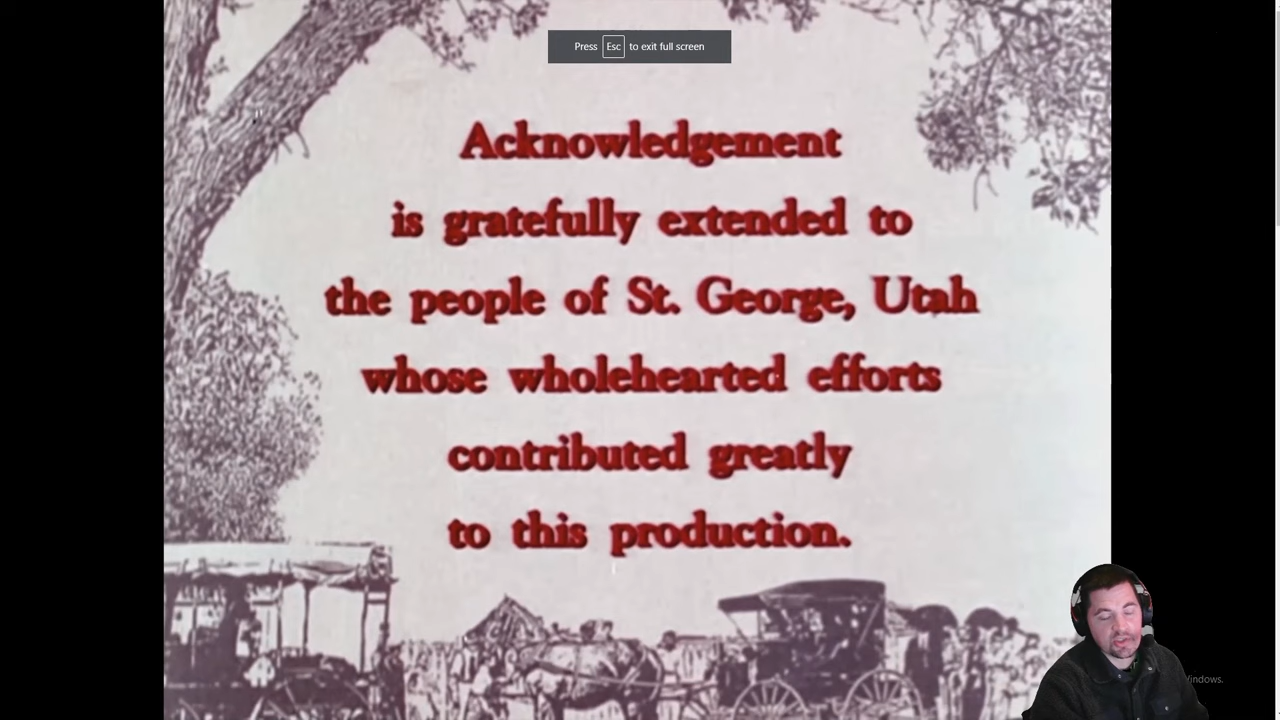 Press Esc to exit full screen
Acknowledgement
is gratefully extended to
the people of St. George, Utah
whose wholehearted efforts
contributed greatly
to this production.